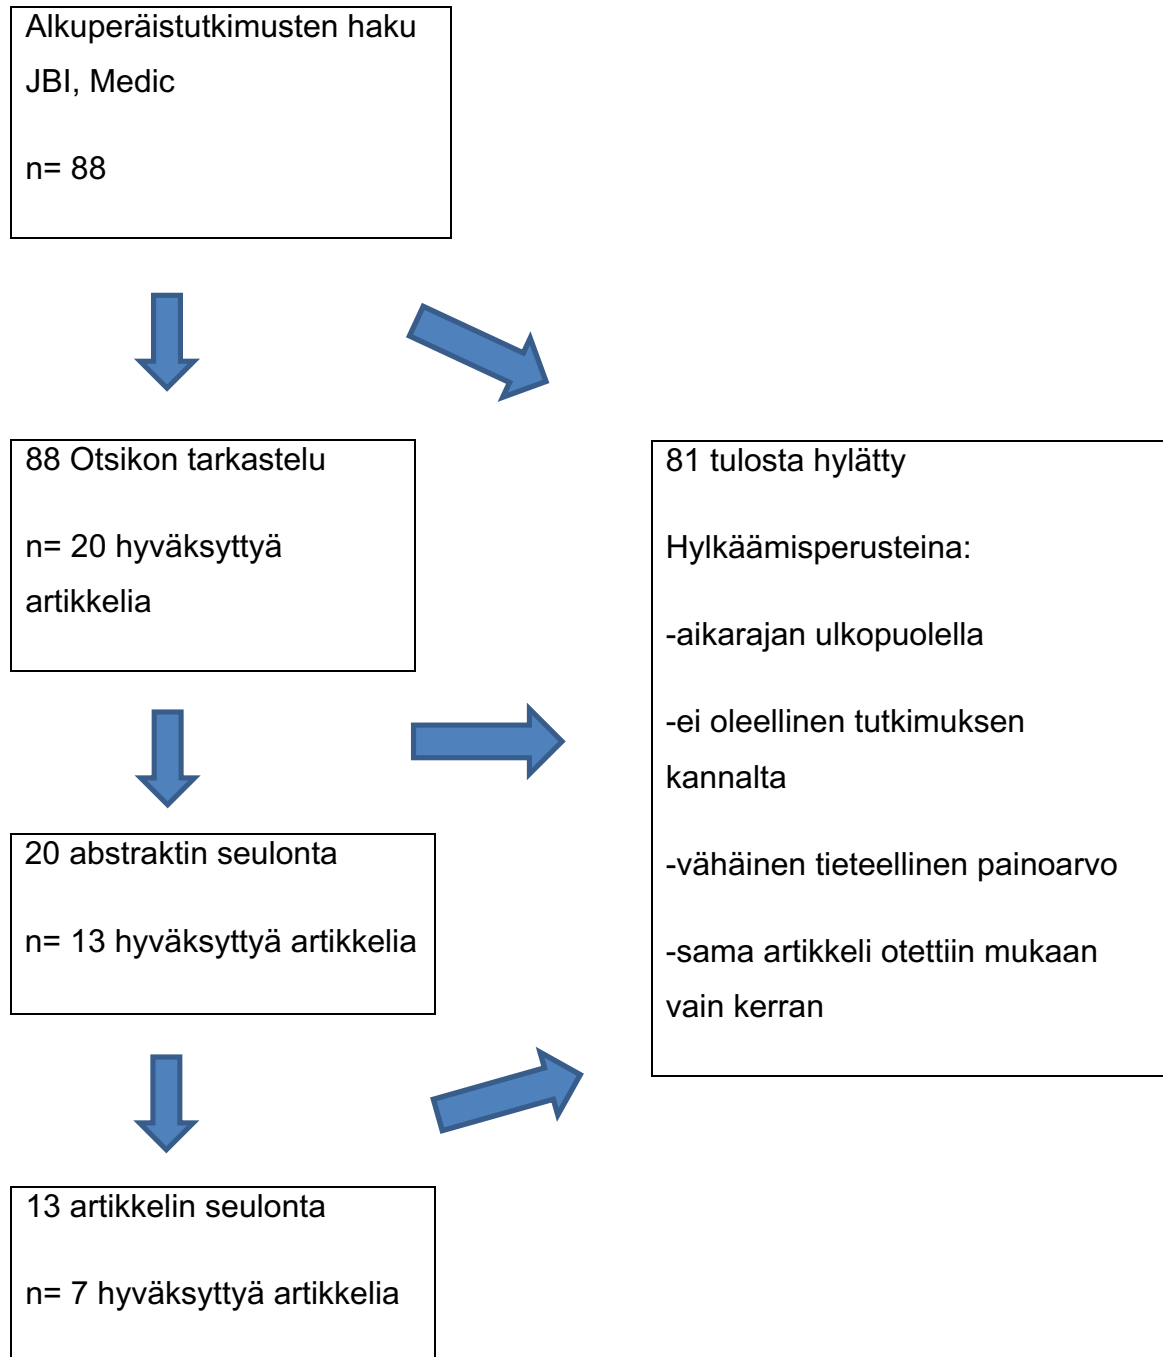 Alkuperäistutkimusten haku
JBI, Medic
n= 88
88 Otsikon tarkastelu
n= 20 hyväksyttyä
artikkelia
81 tulosta hylätty
Hylkäämisperusteina:
-aikarajan ulkopuolella
-ei oleellinen tutkimuksen
kannalta
-vähäinen tieteellinen painoarvo
-sama artikkeli otettiin mukaan
vain kerran
20 abstraktin seulonta
n= 13 hyväksyttyä artikkelia
13 artikkelin seulonta
n= 7 hyväksyttyä artikkelia